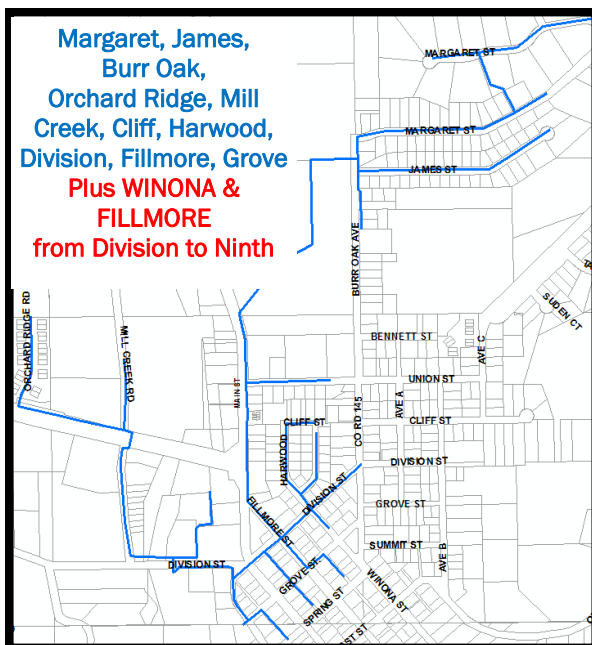 Margaret, James,
Burr Oak,
Orchard Ridge, Mill
Creek, Cliff, Harwood,
Division, Fillmore, Grove
Plus WINONA &
FILLMORE
from Division to Ninth
MARGARET ST
MARGARET ST
JAMES ST
BURR OAK AVE
SUDEN CT
ORCHARD RIDGE RD
MILL CREEK RD
MAIN ST
BENNETT ST
AVE C
UNION ST
AVE A
CO RD 145
CLIFF ST
CLIFF ST
HARWOOD
DIVISION ST
DIVISION ST
FILLMORE ST
GROVE ST
SUMMIT ST
AVE B
DIVISION ST
GROVE ST
WINONA ST
SPRING ST